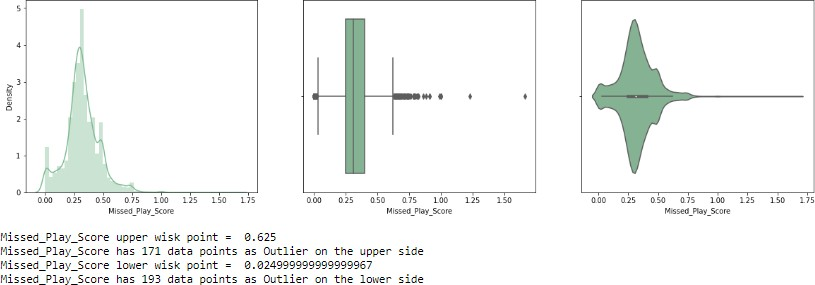 5
4
3
2
1
0
Density
0.00 0.25 0.50 0.75 1.00 1.25 1.50 1.75
Missed_Play_Score
0.00 0.25 0.50 0.75 1.00 1.25 1.50
Missed_Play_Score
0.00 0.25 0.50 0.75 1.00 1.25 1.50 1.75
Missed_Play_Score
Missed_Play_Score upper wisk point =  0.625
Missed_Play_Score has 171 data points as Outlier on the upper side
Missed_Play_Score lower wisk point =  0.024999999999999967
Missed_Play_Score has 193 data points as Outlier on the lower side